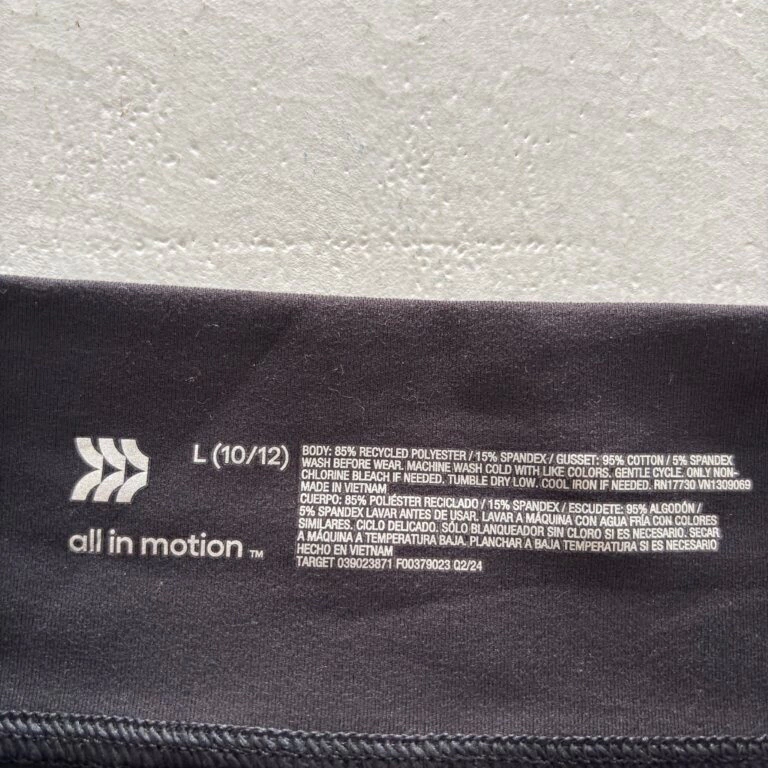 L (10/12)
all in motion ™
BODY: 85% RECYCLED POLYESTER / 15% SPANDEX / GUSSET: 95% COTTON / 5% SPANDEX
WASH BEFORE WEAR. MACHINE WASH COLD WITH LIKE COLORS. GENTLE CYCLE. ONLY NON-
CHLORINE BLEACH IF NEEDED. TUMBLE DRY LOW. COOL IRON IF NEEDED. RN17730 VN1309069
MADE IN VIETNAM
CUERPO: 85% POLIÉSTER RECICLADO / 15% SPANDEX / ESCUDETE: 95% ALGODÓN /
5% SPANDEX LAVAR ANTES DE USAR. LAVAR A MÁQUINA CON AGUA FRÍA CON COLORES
SIMILARES. CICLO DELICADO. SÓLO BLANQUEADOR SIN CLORO SI ES NECESARIO. SECAR
A MÁQUINA A TEMPERATURA BAJA. PLANCHAR A BAJA TEMPERATURA SI ES NECESARIO
HECHO EN VIETNAM
TARGET 039023871 F00379023 Q2/24